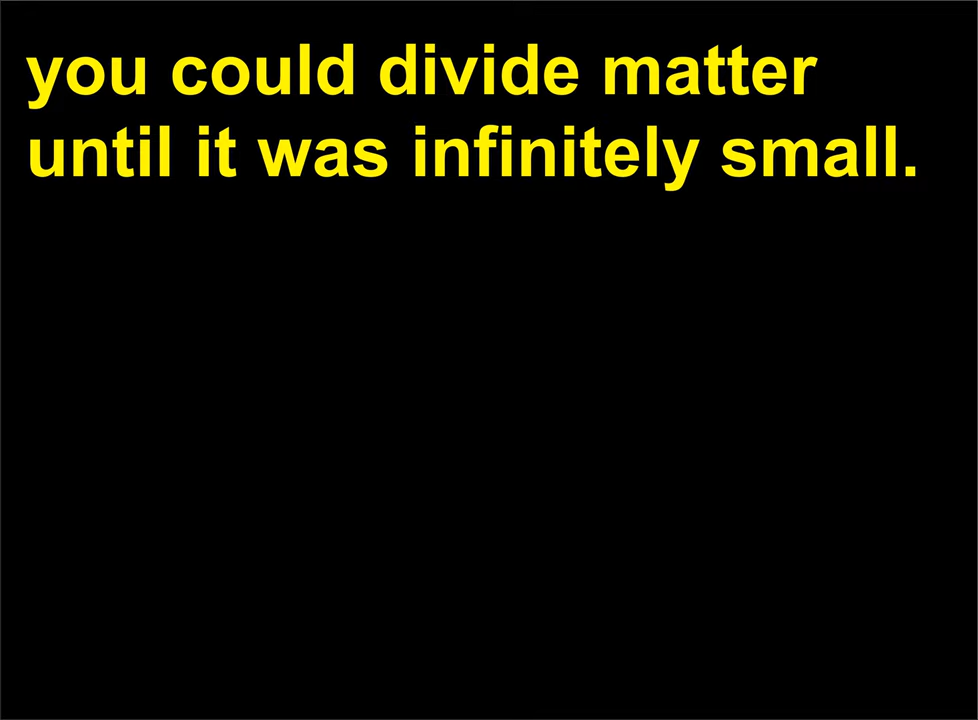 you could divide matter
until it was infinitely small.